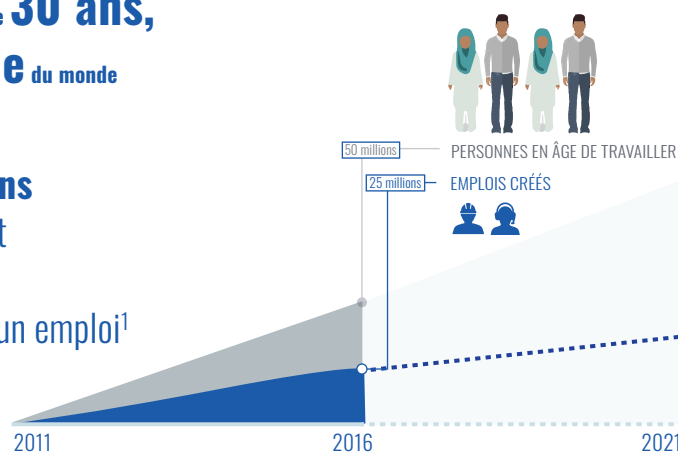 30 ans,
du monde
50 millions
PERSONNES EN ÂGE DE TRAVAILLER
25 millions
EMPLOIS CRÉÉS
un emploi¹
2011
2016
2021